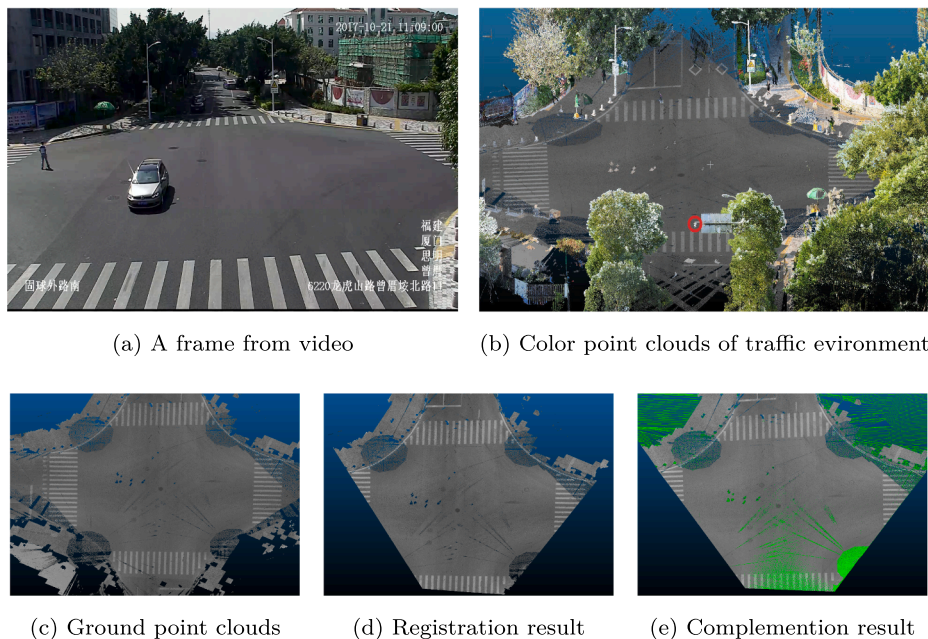 2017-10-21 11:09:00
福建
厦门
思明
曾厝
固球外路南
6220龙虎山路曾厝垵北路口
(a) A frame from video
(b) Color point clouds of traffic evironment
(c) Ground point clouds
(d) Registration result
(e) Complemention result